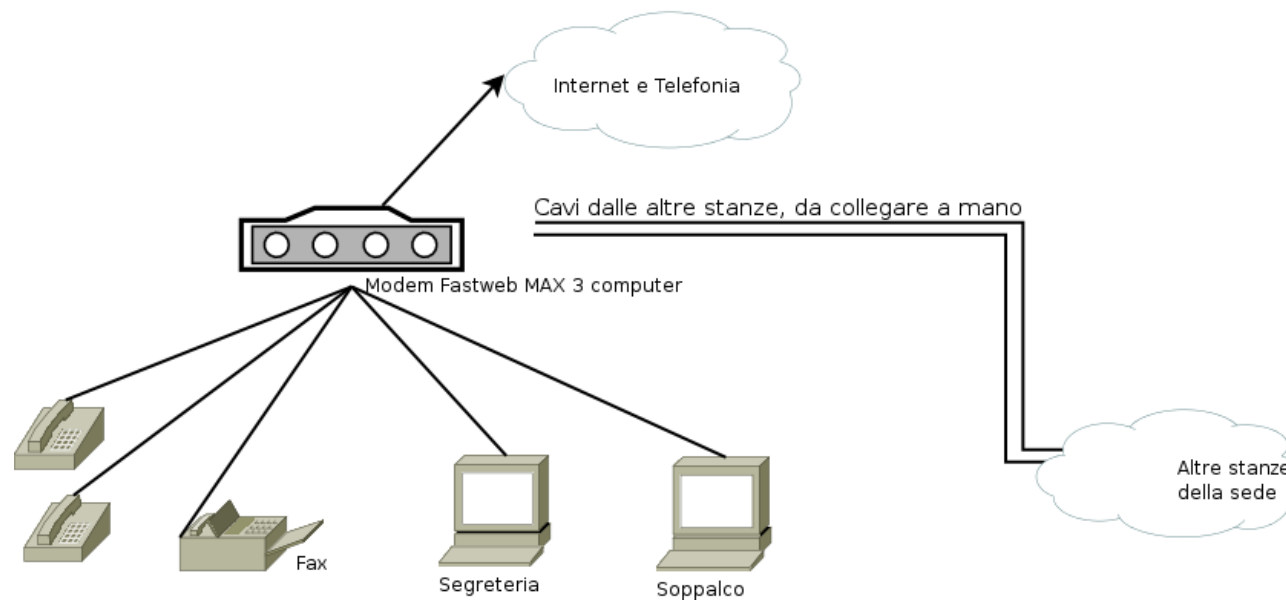 Internet e Telefonia
Cavi dalle altre stanze, da collegare a mano
Modem Fastweb MAX 3 computer
Altre stanze
della sede
Fax
Segreteria
Soppalco